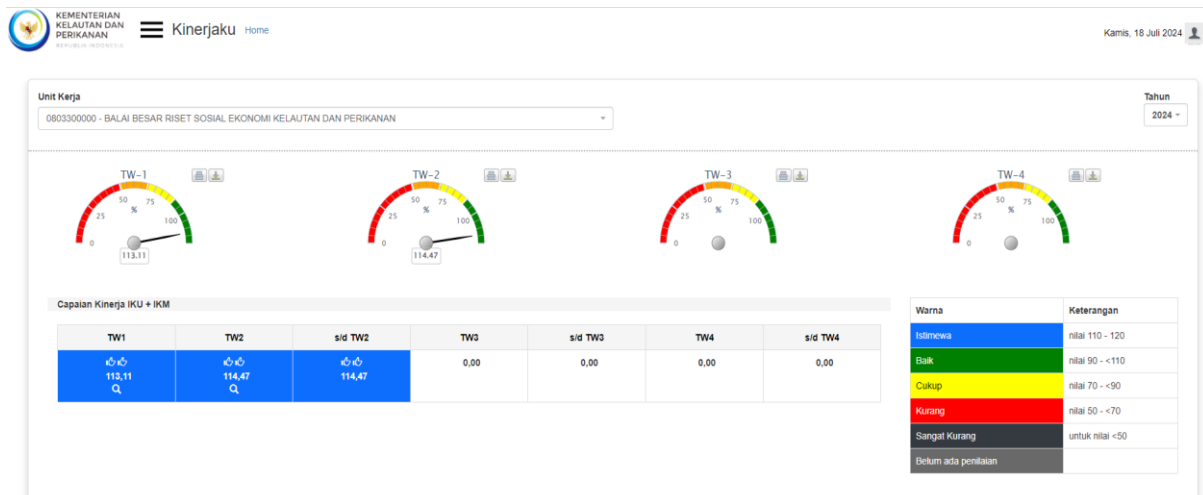 KEMENTERIAN
KELAUTAN DAN
PERIKANAN
REPUBLIK INDONESIA
Kinerjaku Home
Kamis, 18 Juli 2024
Unit Kerja
Tahun
0803300000 - BALAI BESAR RISET SOSIAL EKONOMI KELAUTAN DAN PERIKANAN
2024
TW-1
0 25 50 75 100
%
113.11
TW-2
0 25 50 75 100
%
114.47
TW-3
0 25 50 75 100
%
TW-4
0 25 50 75 100
%
Capaian Kinerja IKU + IKM
TW1 TW2 s/d TW2 TW3 s/d TW3 TW4 s/d TW4
113,11 114,47 114,47 0,00 0,00 0,00 0,00
Warna Keterangan
Istimewa nilai 110 - 120
Baik nilai 90 - <110
Cukup nilai 70 - <90
Kurang nilai 50 - <70
Sangat Kurang untuk nilai <50
Belum ada penilaian